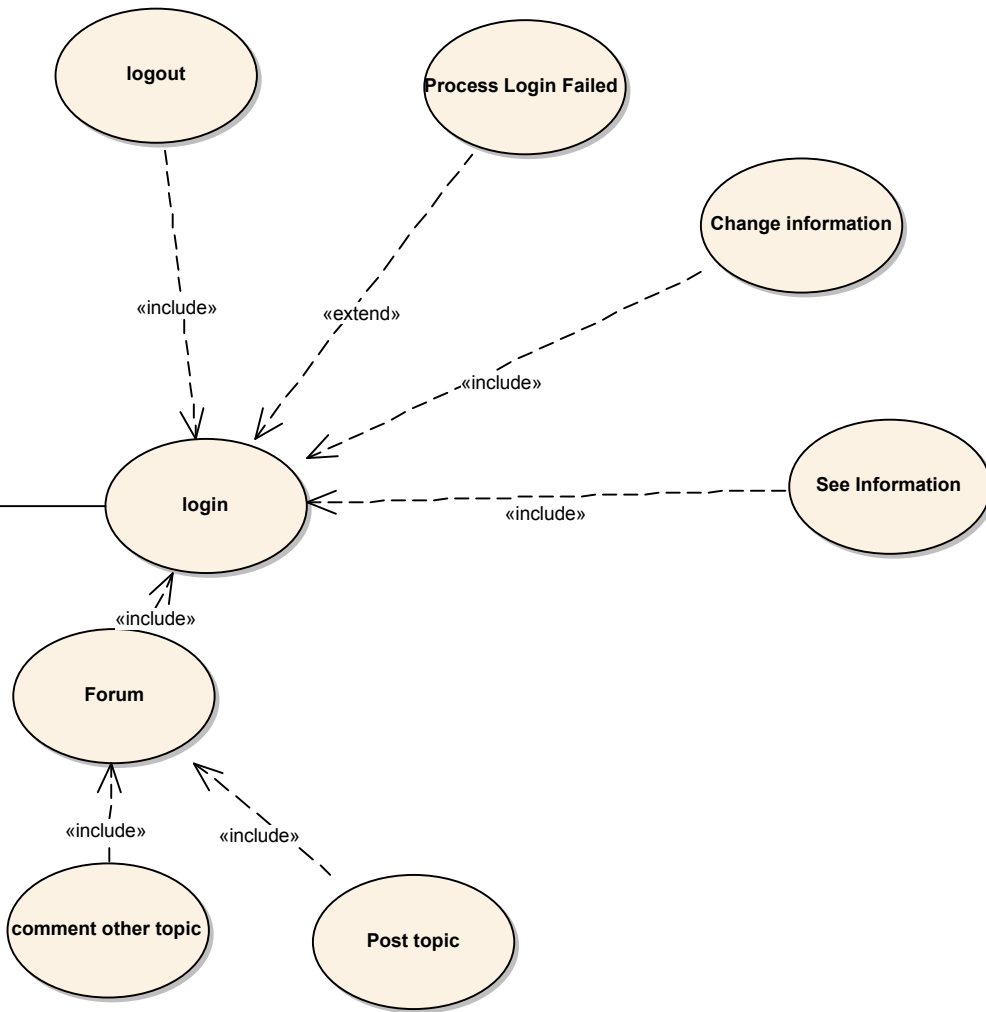 logout
Process Login Failed
Change information
«include»
«extend»
«include»
See Information
login
«include»
«include»
Forum
«include»
«include»
comment other topic
Post topic